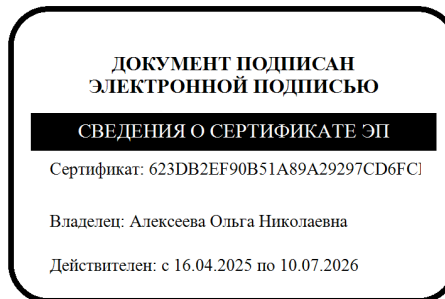 ДОКУМЕНТ ПОДПИСАН
ЭЛЕКТРОННОЙ ПОДПИСЬЮ
СВЕДЕНИЯ О СЕРТИФИКАТЕ ЭП
Сертификат: 623DB2EF90B51A89A29297CD6FC
Владелец: Алексеева Ольга Николаевна
Действителен: с 16.04.2025 по 10.07.2026